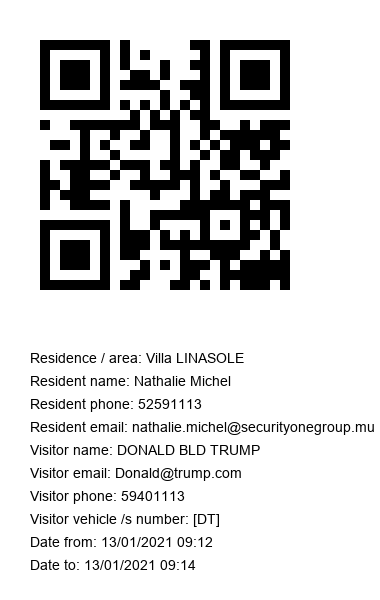 RN4UurG1eIqUz70
Residence / area: Villa LINASOLE
Resident name: Nathalie Michel
Resident phone: 52591113
Resident email: nathalie.michel@securityonegroup.mu
Visitor name: DONALD BLD TRUMP
Visitor email: Donald@trump.com
Visitor phone: 59401113
Visitor vehicle /s number: [DT]
Date from: 13/01/2021 09:12
Date to: 13/01/2021 09:14